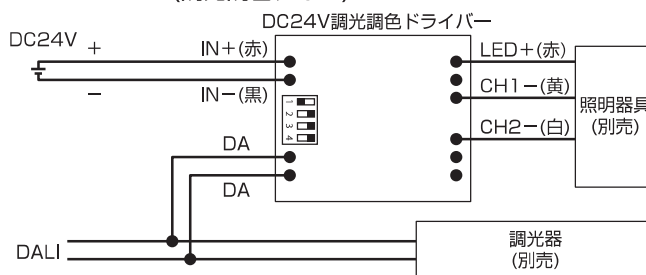 DC24V調光調色ドライバー
DC24V
+
IN+(赤)
LED+(赤)
−
IN−(黒)
CH1−(黄)
照明器具
(別売)
1
2
3
4
CH2−(白)
DA
DA
DALI
調光器
(別売)